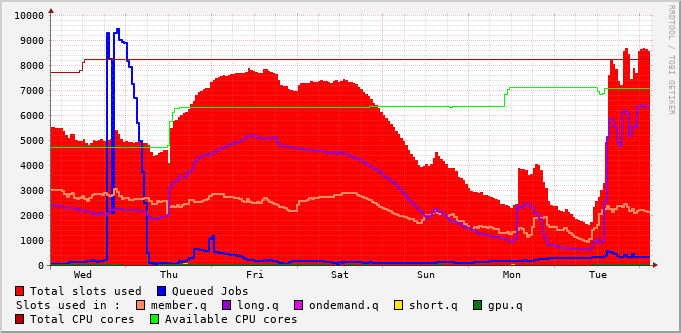 10000
9000
8000
7000
6000
5000
4000
3000
2000
1000
0
Wed Thu Fri Sat Sun Mon Tue
Total slots used Queued Jobs
Slots used in : member.q long.q ondemand.q short.q gpu.q
Total CPU cores Available CPU cores
RRDTOOL / TOBI OETIKER